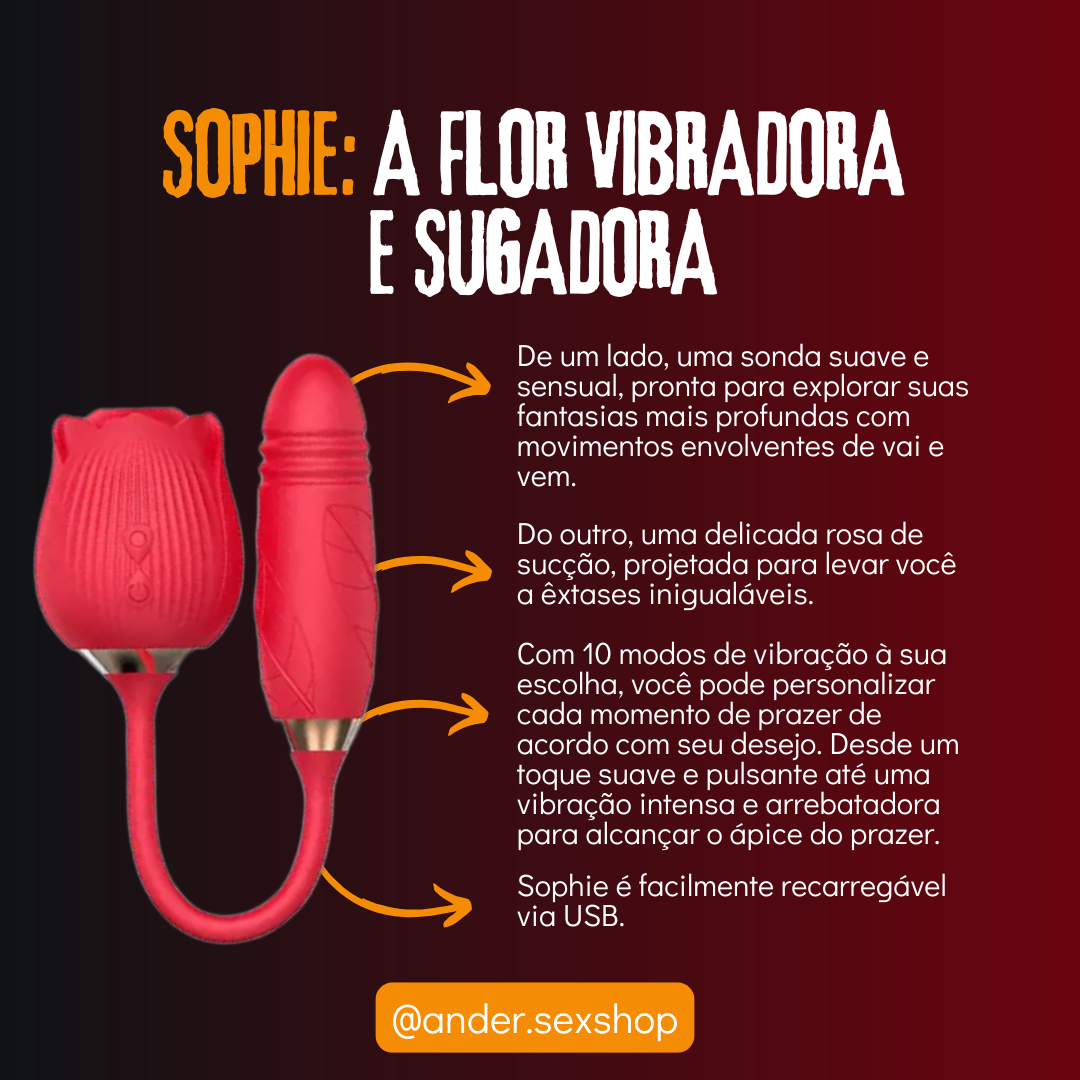 SOPHIE: A FLOR VIBRADORA
E SUGADORA
De um lado, uma sonda suave e
sensual, pronta para explorar suas
fantasias mais profundas com
movimentos envolventes de vai e
vem.
Do outro, uma delicada rosa de
sucção, projetada para levar você
a êxtases inigualáveis.
Com 10 modos de vibração à sua
escolha, você pode personalizar
cada momento de prazer de
acordo com seu desejo. Desde um
toque suave e pulsante até uma
vibração intensa e arrebatadora
para alcançar o ápice do prazer.
Sophie é facilmente recarregável
via USB.
@ander.sexshop